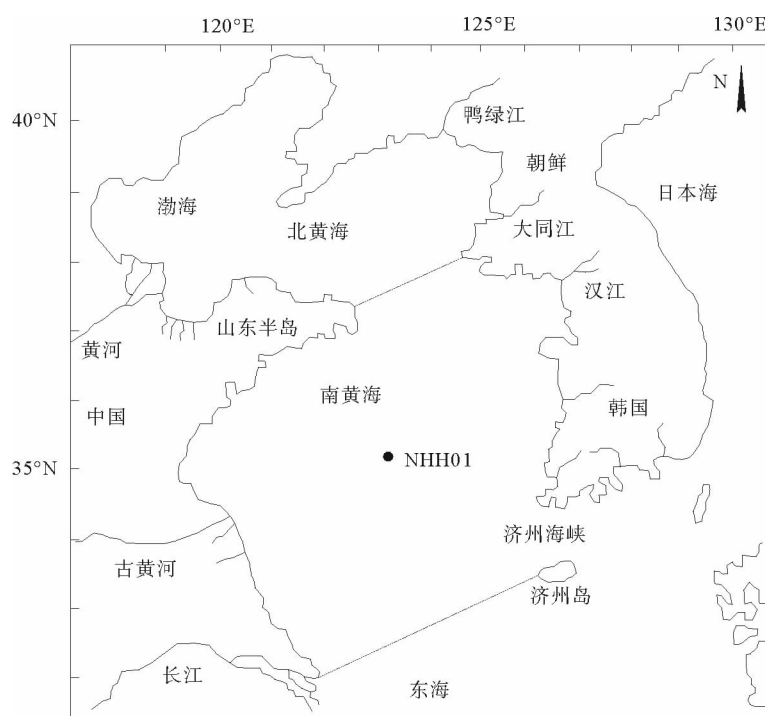 120°E
125°E
130°E
N
40°N
鸭绿江
朝鲜
渤海
日本海
北黄海
大同江
汉江
山东半岛
黄河
南黄海
中国
韩国
35°N
NHH01
济州海峡
古黄河
济州岛
长江
东海